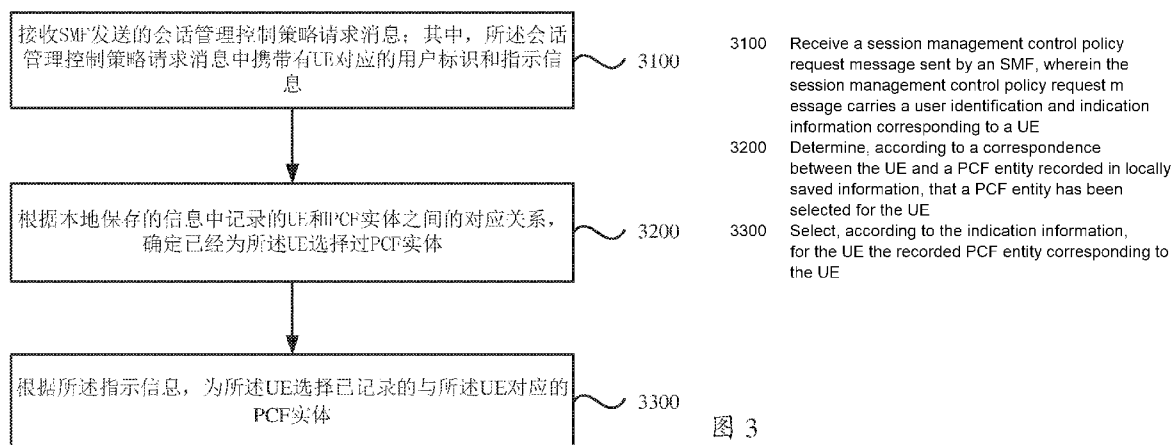 接收SMF发送的会话管理控制策略请求消息；其中，所述会话
管理控制策略请求消息中携带有UE对应的用户标识和指示信
息
3100
根据本地保存的信息中记录的UE和PCF实体之间的对应关系，
确定已经为所述UE选择过PCF实体
3200
根据所述指示信息，为所述UE选择已记录的与所述UE对应的
PCF实体
3300
图 3
3100 Receive a session management control policy
request message sent by an SMF, wherein the
session management control policy request m
essage carries a user identification and indication
information corresponding to a UE
3200 Determine, according to a correspondence
between the UE and a PCF entity recorded in locally
saved information, that a PCF entity has been
selected for the UE
3300 Select, according to the indication information,
for the UE the recorded PCF entity corresponding to
the UE